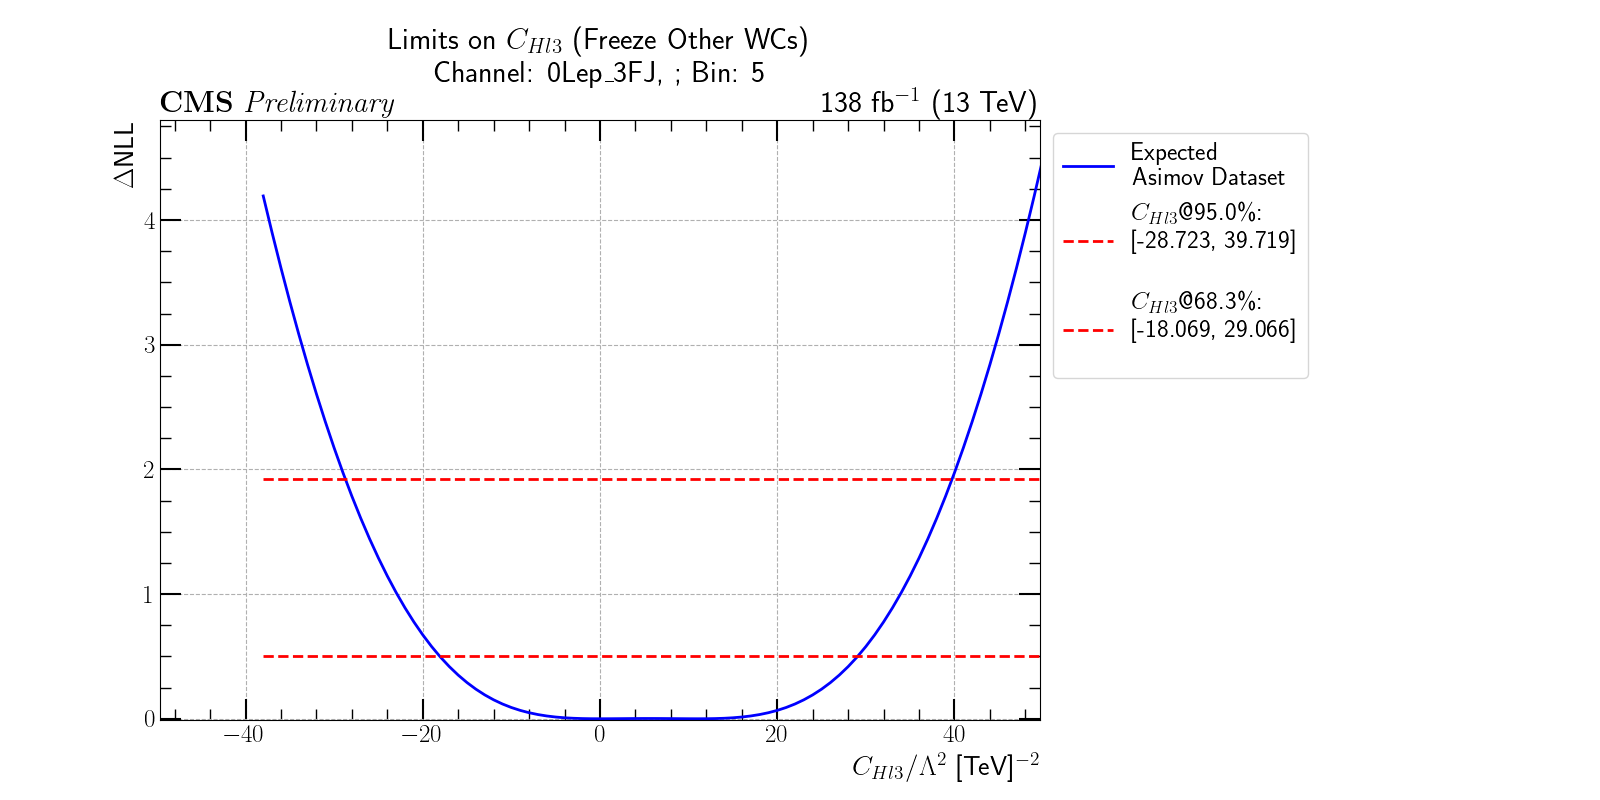 Limits on C_{Hl3} (Freeze Other WCs)
Channel: 0Lep_3FJ, ; Bin: 5
CMS Preliminary
138 fb⁻¹ (13 TeV)
ΔNLL
4
3
2
1
0
−40
−20
0
20
40
C_{Hl3}/Λ² [TeV]⁻²
Expected
Asimov Dataset
C_{Hl3}@95.0%:
[-28.723, 39.719]
C_{Hl3}@68.3%:
[-18.069, 29.066]